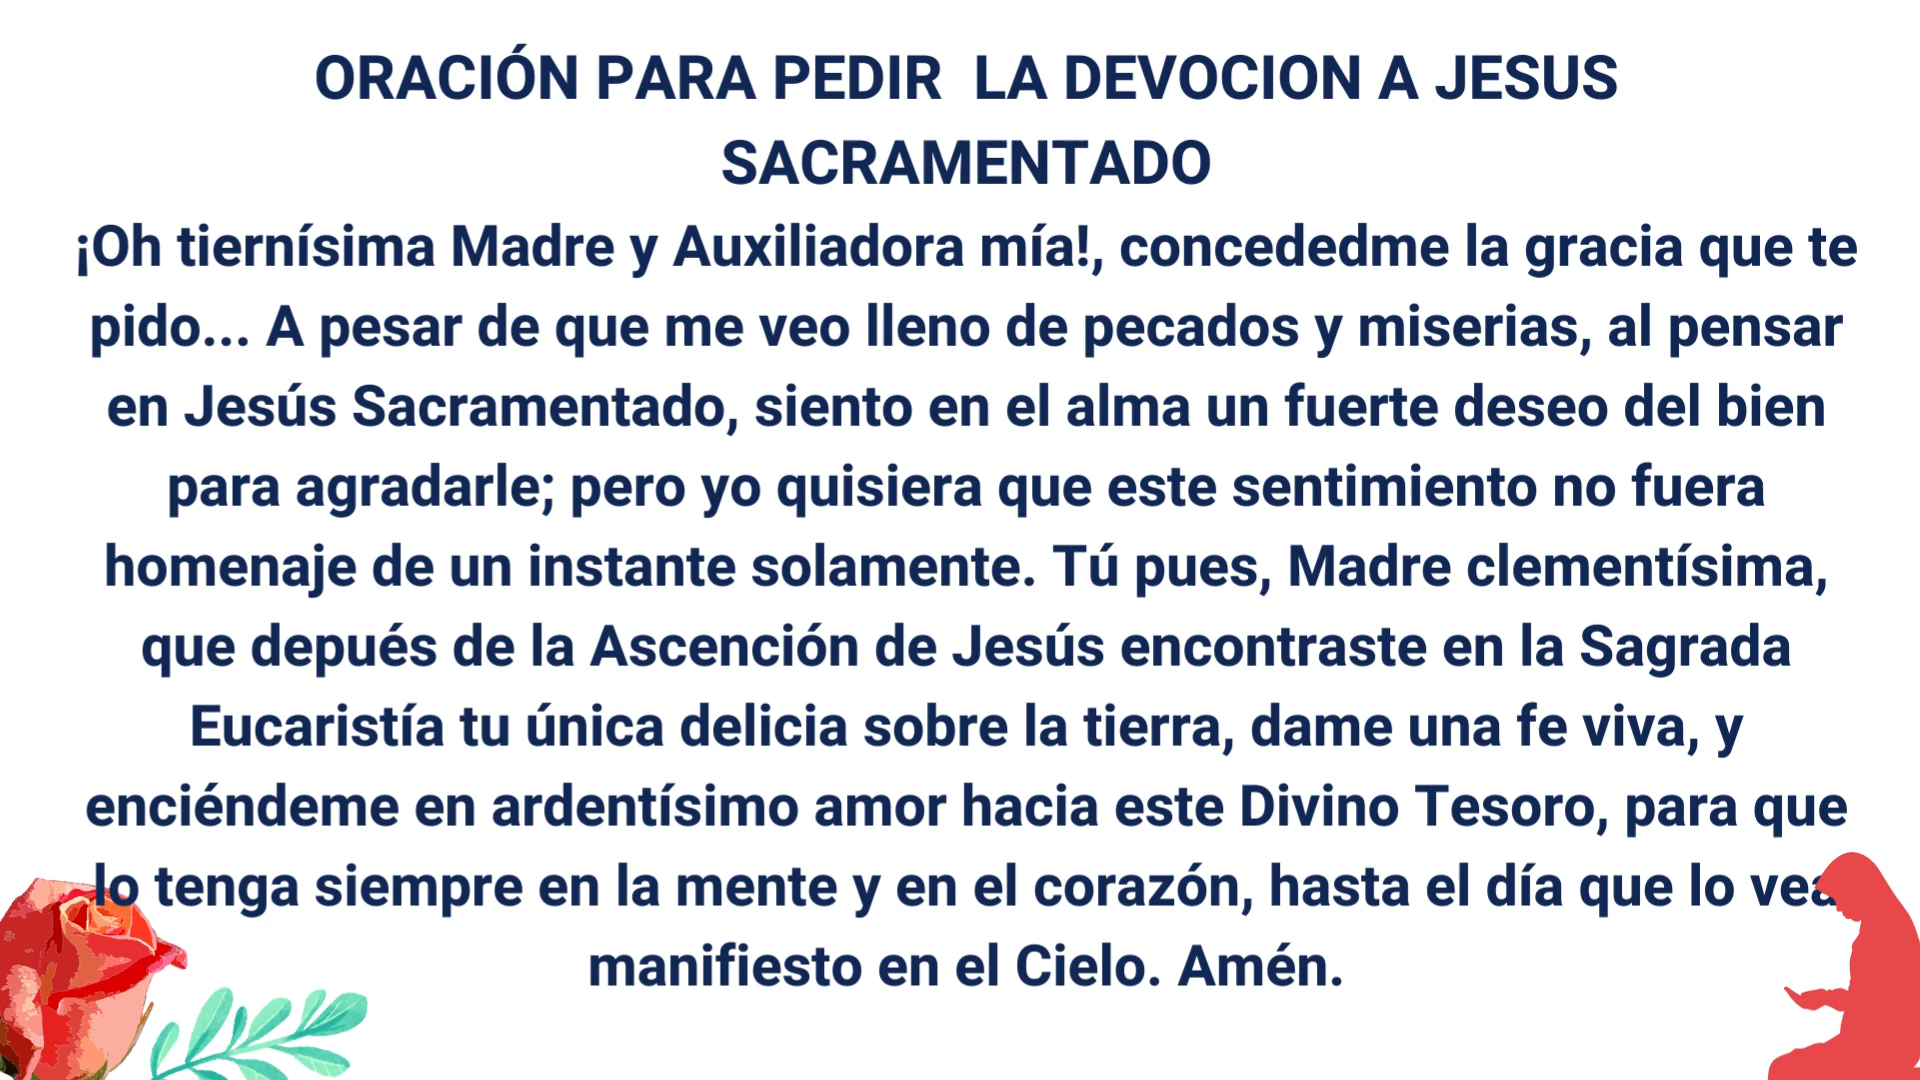 ORACIÓN PARA PEDIR LA DEVOCION A JESUS
SACRAMENTADO
¡Oh tiernísima Madre y Auxiliadora mía!, concededme la gracia que te
pido... A pesar de que me veo lleno de pecados y miserias, al pensar
en Jesús Sacramentado, siento en el alma un fuerte deseo del bien
para agradarle; pero yo quisiera que este sentimiento no fuera
homenaje de un instante solamente. Tú pues, Madre clementísima,
que depués de la Ascención de Jesús encontraste en la Sagrada
Eucaristía tu única delicia sobre la tierra, dame una fe viva, y
enciéndeme en ardentísimo amor hacia este Divino Tesoro, para que
lo tenga siempre en la mente y en el corazón, hasta el día que lo vea
manifiesto en el Cielo. Amén.